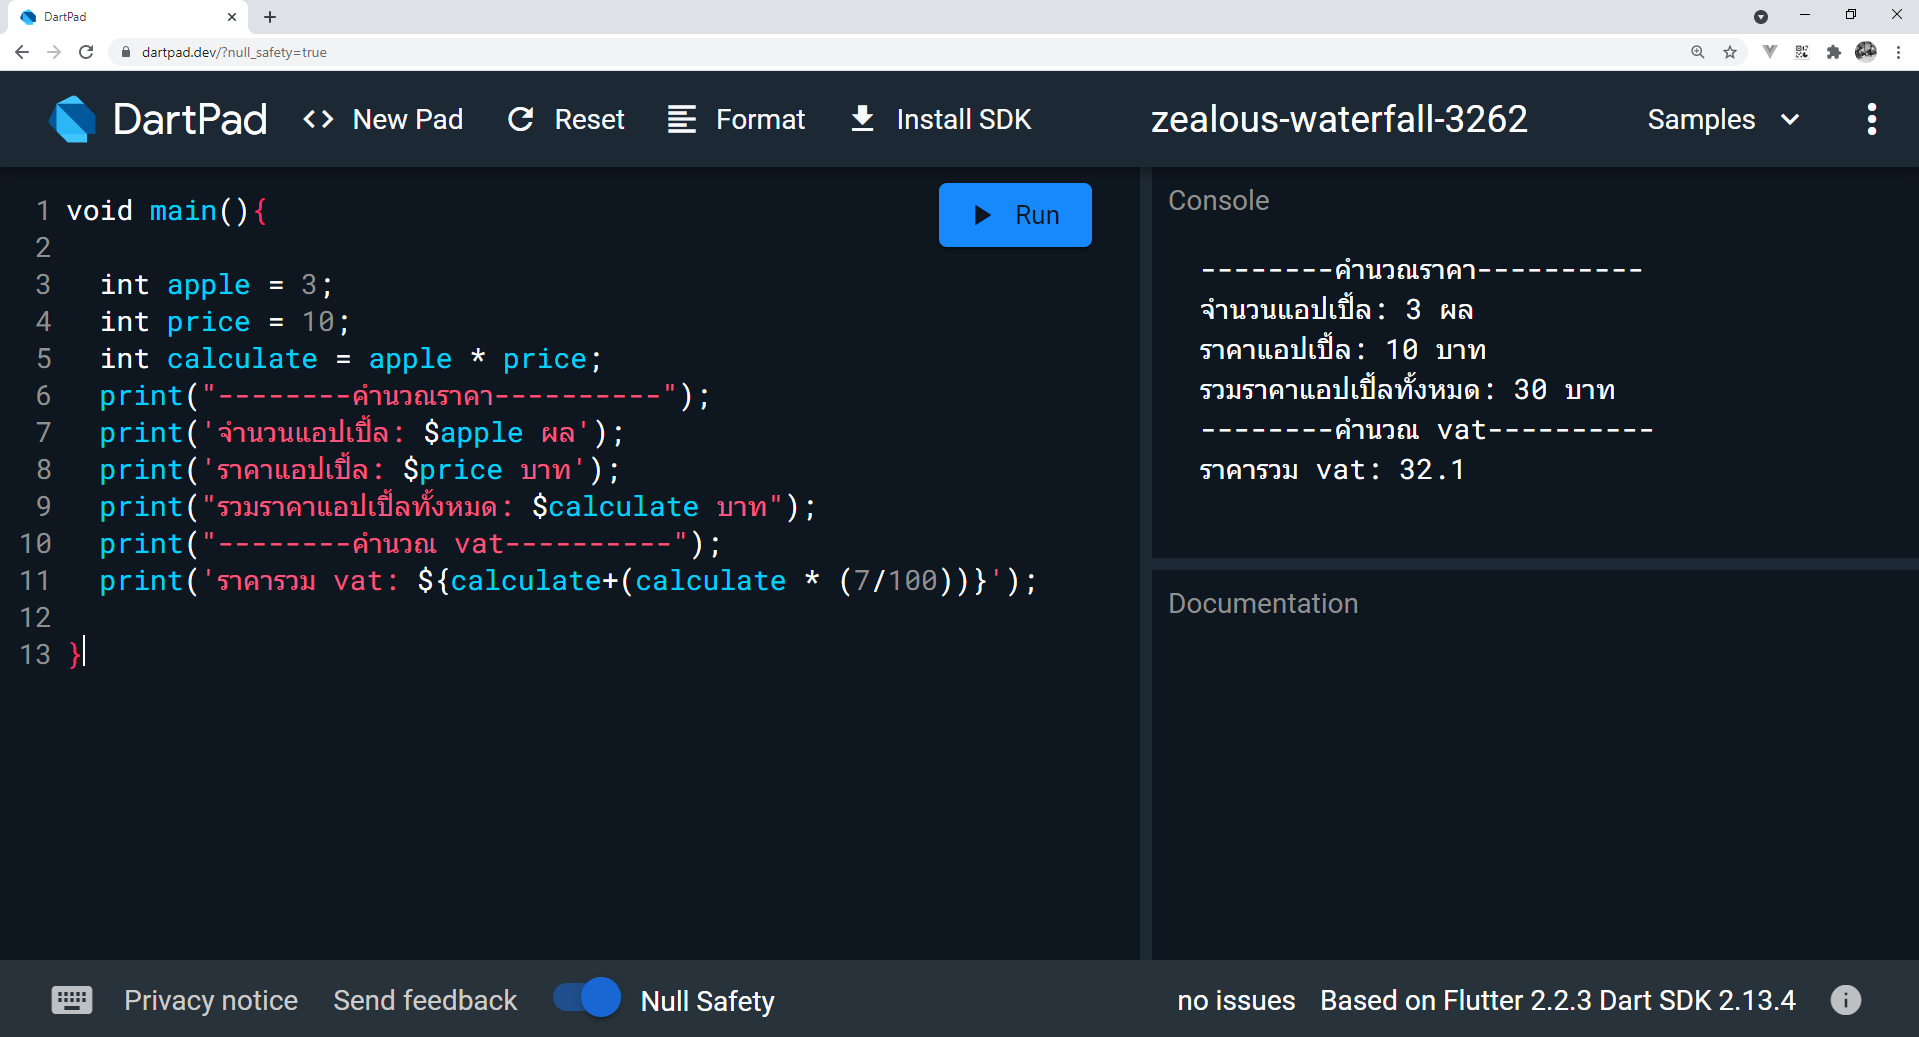 DartPad
dartpad.dev/?null_safety=true
DartPad
<> New Pad
Reset
Format
Install SDK
zealous-waterfall-3262
Samples
Run
1 void main(){
2
3   int apple = 3;
4   int price = 10;
5   int calculate = apple * price;
6   print("--------คำนวณราคา----------");
7   print('จำนวนแอปเปิ้ล: $apple ผล');
8   print('ราคาแอปเปิ้ล: $price บาท');
9   print("รวมราคาแอปเปิ้ลทั้งหมด: $calculate บาท");
10   print("--------คำนวณ vat----------");
11   print('ราคารวม vat: ${calculate+(calculate * (7/100))}');
12
13 }
Console
--------คำนวณราคา----------
จำนวนแอปเปิ้ล: 3 ผล
ราคาแอปเปิ้ล: 10 บาท
รวมราคาแอปเปิ้ลทั้งหมด: 30 บาท
--------คำนวณ vat----------
ราคารวม vat: 32.1
Documentation
Privacy notice
Send feedback
Null Safety
no issues
Based on Flutter 2.2.3 Dart SDK 2.13.4